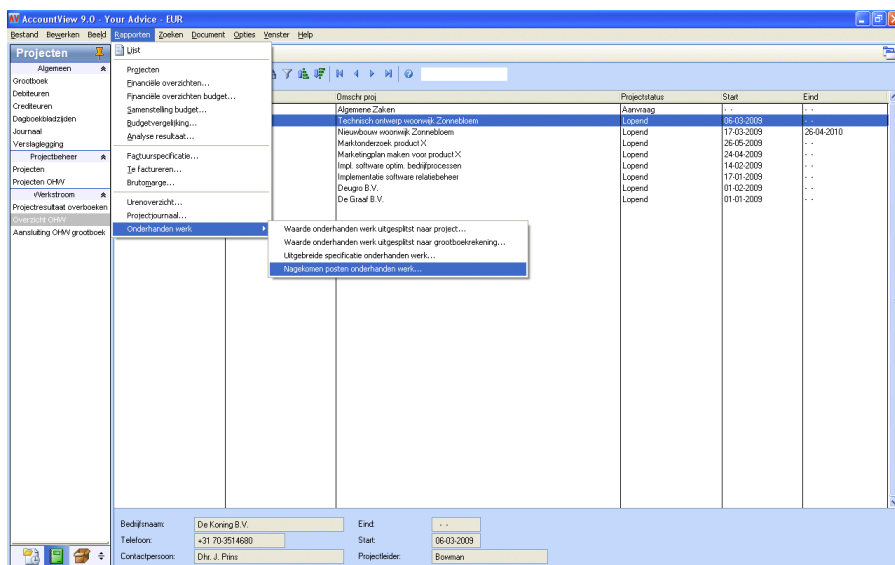 AccountView 9.0 - Your Advice - EUR
Bestand Bewerken Beeld Rapporten Zoeken Document Opties Venster Help
Projecten
Algemeen
Grootboek
Debiteuren
Crediteuren
Dagboekbladzijden
Journaal
Verslaglegging
Projectbeheer
Projecten
Projecten OHW
Werkstroom
Projectresultaat overboeken
Overzicht OHW
Aansluiting OHW grootboek
Lijst
Projecten
Financiële overzichten...
Financiële overzichten budget...
Samenstelling budget...
Budgetvergelijking...
Analyse resultaat...
Factuurspecificatie...
Te factureren...
Brutomarge...
Urenoverzicht...
Projectjournaal...
Onderhanden werk
Waarde onderhanden werk uitgesplitst naar project...
Waarde onderhanden werk uitgesplitst naar grootboekrekening...
Uitgebreide specificatie onderhanden werk...
Nagekomen posten onderhanden werk...
Omschr proj Projectstatus Start Eind
Algemene Zaken Aanvraag - - - -
Technisch ontwerp woonwijk Zonnebloem Lopend 06-03-2009 - -
Nieuwbouw woonwijk Zonnebloem Lopend 17-03-2009 26-04-2010
Marktonderzoek product X Lopend 26-05-2009 - -
Marketingplan maken voor product X Lopend 24-04-2009 - -
Impl. software optim. bedrijfprocessen Lopend 14-02-2009 - -
Implementatie software relatiebeheer Lopend 17-01-2009 - -
Deugro B.V. Lopend 01-02-2009 - -
De Graaf B.V. Lopend 01-01-2009 - -
Bedrijfsnaam: De Koning B.V. Eind: - -
Telefoon: +31 70-3514680 Start: 06-03-2009
Contactpersoon: Dhr. J. Prins Projectleider: Bowman